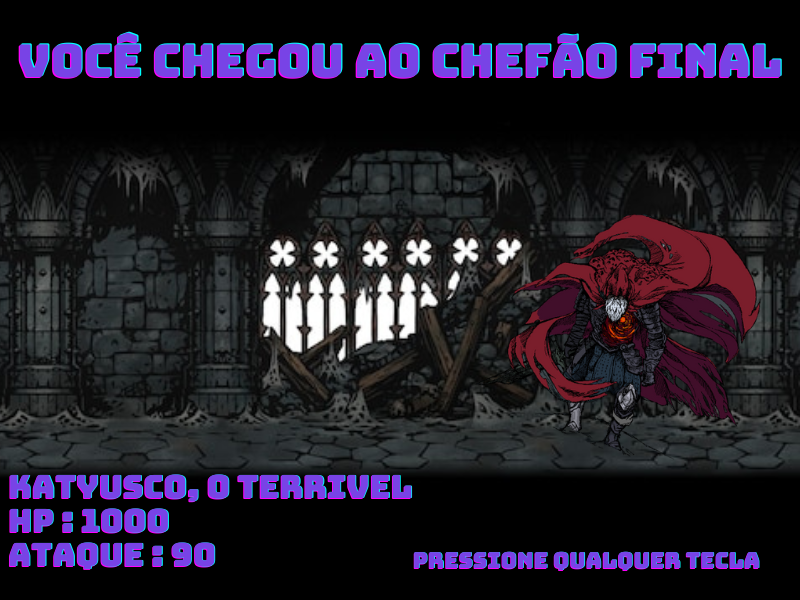 VOCÊ CHEGOU AO CHEFÃO FINAL
KATYUSCO, O TERRIVEL
HP : 1000
ATAQUE : 90
PRESSIONE QUALQUER TECLA